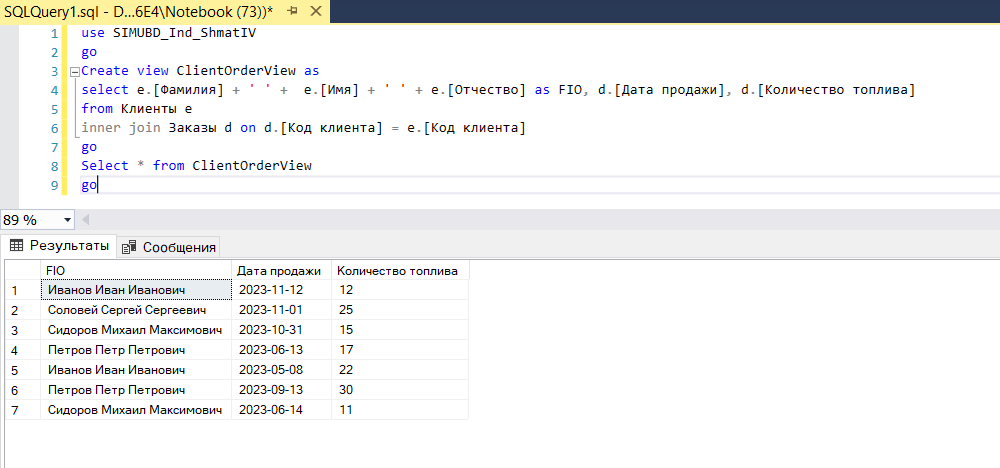 SQLQuery1.sql - D...6E4\Notebook (73))*
1 use SIMUBD_Ind_ShmatIV
2 go
3 Create view ClientOrderView as
4 select e.[Фамилия] + ' ' +  e.[Имя] + ' ' + e.[Отчество] as FIO, d.[Дата продажи], d.[Количество топлива]
5 from Клиенты e
6 inner join Заказы d on d.[Код клиента] = e.[Код клиента]
7 go
8 Select * from ClientOrderView
9 go
89 %
Результаты Сообщения
FIO Дата продажи Количество топлива
1 Иванов Иван Иванович 2023-11-12 12
2 Соловей Сергей Сергеевич 2023-11-01 25
3 Сидоров Михаил Максимович 2023-10-31 15
4 Петров Петр Петрович 2023-06-13 17
5 Иванов Иван Иванович 2023-05-08 22
6 Петров Петр Петрович 2023-09-13 30
7 Сидоров Михаил Максимович 2023-06-14 11